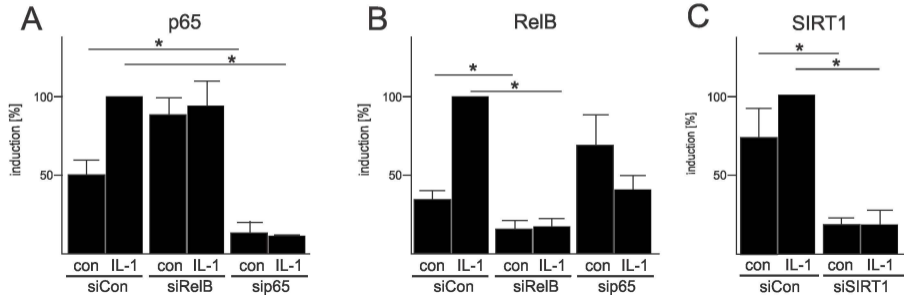 A
p65
*
*
induction [%]
100
50
con IL-1 con IL-1 con IL-1
siCon siRelB sip65
B
RelB
*
*
induction [%]
100
50
con IL-1 con IL-1 con IL-1
siCon siRelB sip65
C
SIRT1
*
*
induction [%]
100
50
con IL-1 con IL-1
siCon siSIRT1